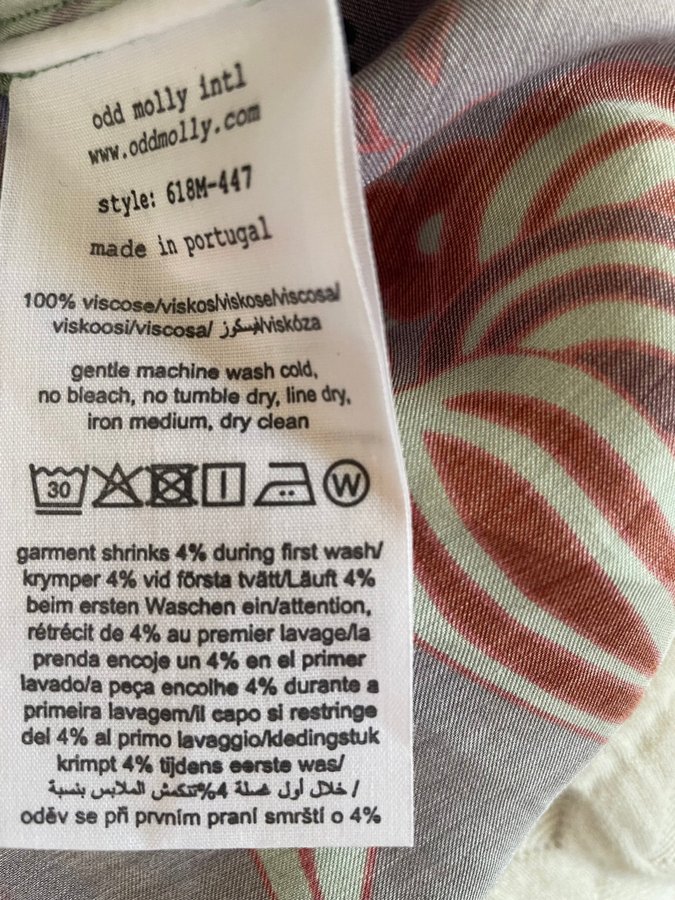 odd molly intl
www.oddmolly.com
style: 618M-447
made in portugal
100% viscose/viskos/viskose/viscosa/
viskoosi/viscosa/ فيسكوز/viskóza
gentle machine wash cold,
no bleach, no tumble dry, line dry,
iron medium, dry clean
30 W
garment shrinks 4% during first wash/
krymper 4% vid första tvätt/Läuft 4%
beim ersten Waschen ein/attention,
rétrécit de 4% au premier lavage/la
prenda encoje un 4% en el primer
lavado/a peça encolhe 4% durante a
primeira lavagem/il capo si restringe
del 4% al primo lavaggio/kledingstuk
krimpt 4% tijdens eerste was/
/ خلال أول غسلة 4%تنكمش الملابس بنسبة
oděv se při prvním praní smrští o 4%